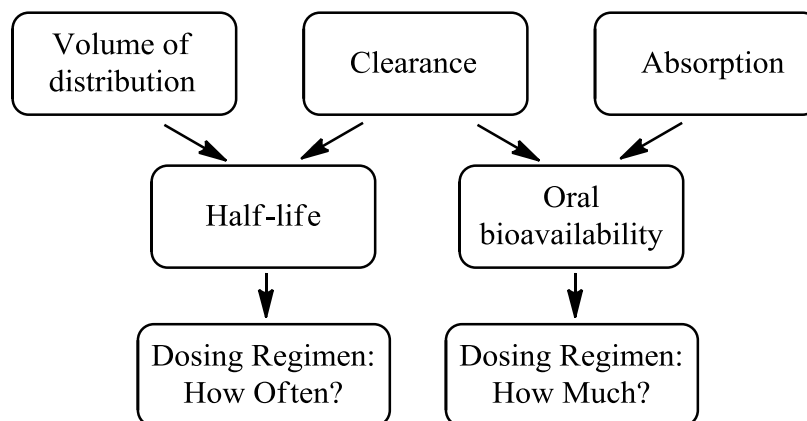 Volume of
distribution
Clearance
Absorption
Half-life
Oral
bioavailability
Dosing Regimen:
How Often?
Dosing Regimen:
How Much?